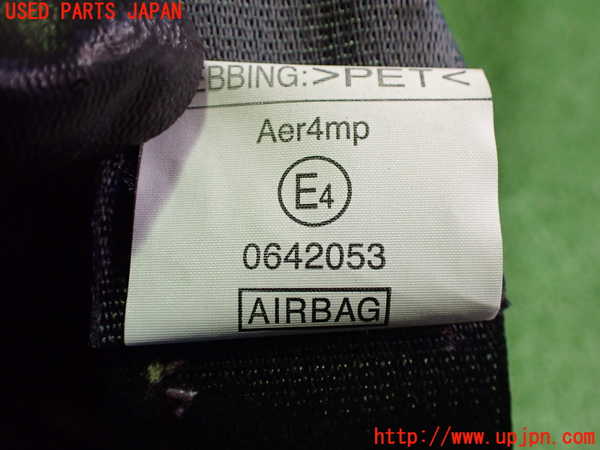 USED PARTS JAPAN
EBBING:>PET<
Aer4mp
E4
0642053
AIRBAG
http://www.upjpn.com/